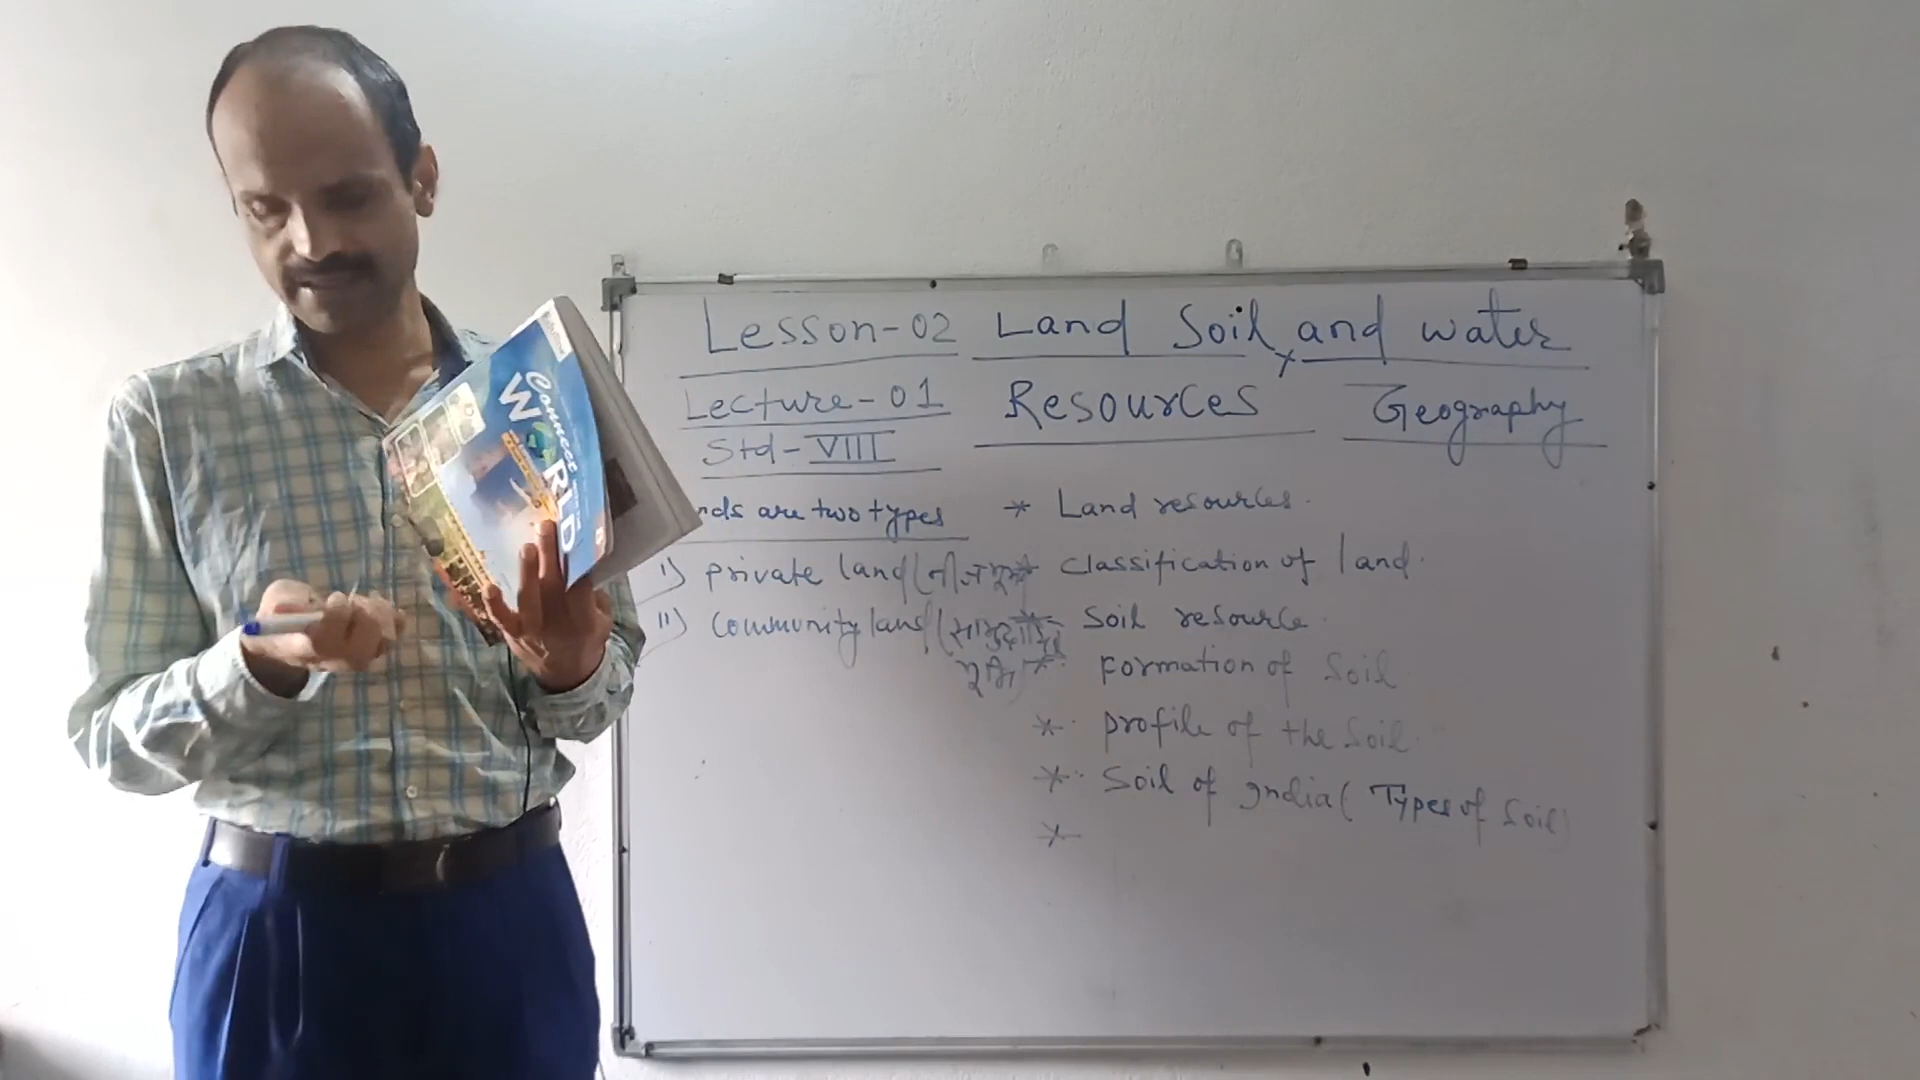 Lesson-02 Land Soil, and water
Lecture-01 Resources Geography
Std-VIII
nds are two types
i) private land (
ii) Community land (सामुदायिक
भूमि)
* Land resources.
* Classification of land.
* Soil resource.
* Formation of Soil
* profile of the Soil.
* Soil of India ( Types of Soil)
*
Connect
WORLD